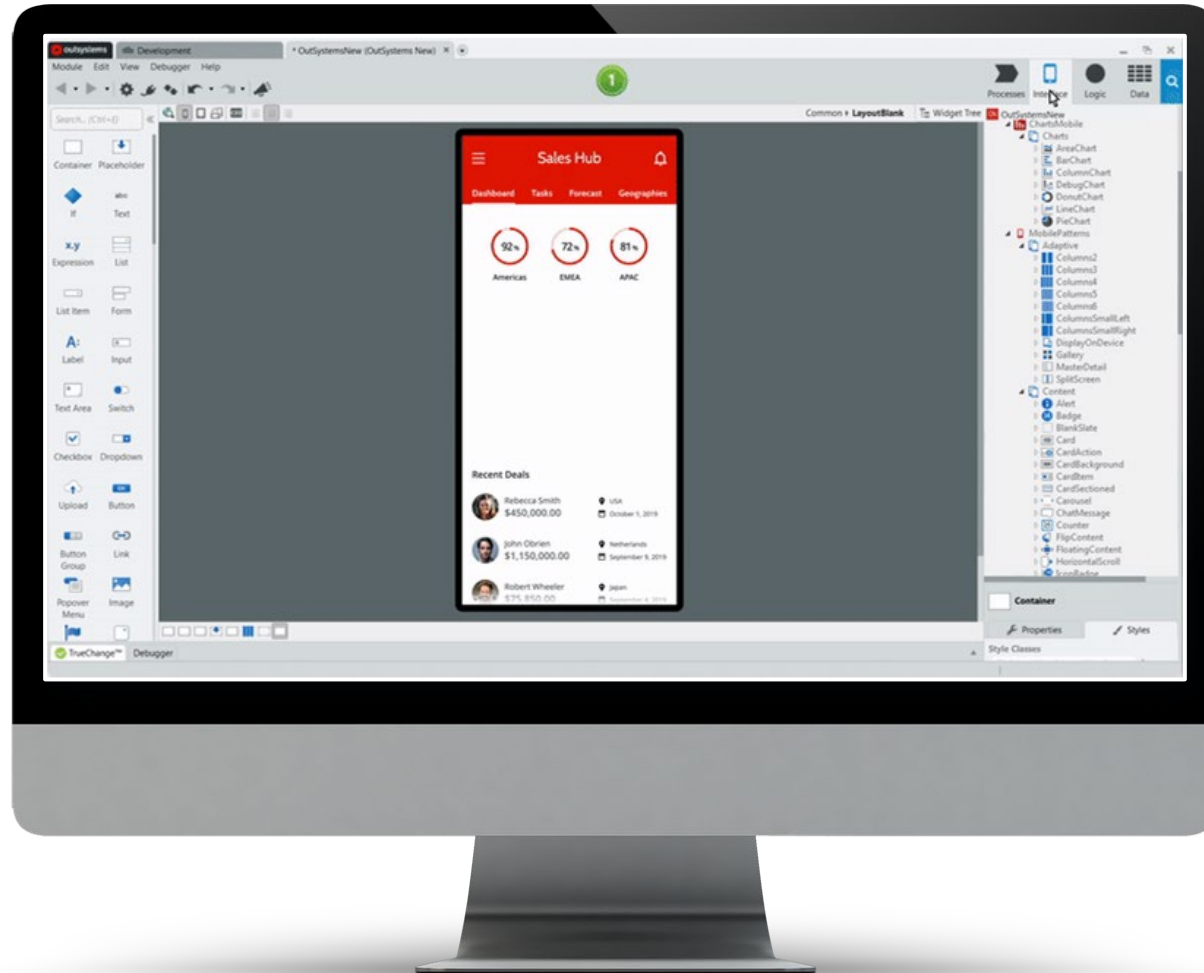 outsystems
Development
* OutSystemsNew (OutSystems New)
Module Edit View Debugger Help
1
Processes Interface Logic Data
Search... (Ctrl+E)
Common LayoutBlank
Widget Tree
OutSystemsNew
Container Placeholder
If Text
x.y
Expression List
List Item Form
Label Input
Text Area Switch
Checkbox Dropdown
Upload Button
Button Group
Link
Popover Menu
Image
Sales Hub
Dashboard Tasks Forecast Geographies
92% 72% 81%
Americas EMEA APAC
Recent Deals
Rebecca Smith USA
$450,000.00 October 1, 2019
John Obrien Netherlands
$1,150,000.00 September 9, 2019
Robert Wheeler Japan
$75,850.00
ChartsMobile
Charts
AreaChart
BarChart
ColumnChart
DebugChart
DonutChart
LineChart
PieChart
MobilePatterns
Adaptive
Columns2
Columns3
Columns4
Columns5
Columns6
ColumnsSmallLeft
ColumnsSmallRight
DisplayOnDevice
Gallery
MasterDetail
SplitScreen
Content
Alert
Badge
BlankSlate
Card
CardAction
CardBackground
CardItem
CardSectioned
Carousel
ChatMessage
Counter
FlipContent
FloatingContent
HorizontalScroll
IconBadge
Container
Properties Styles
Style Classes
TrueChange™ Debugger